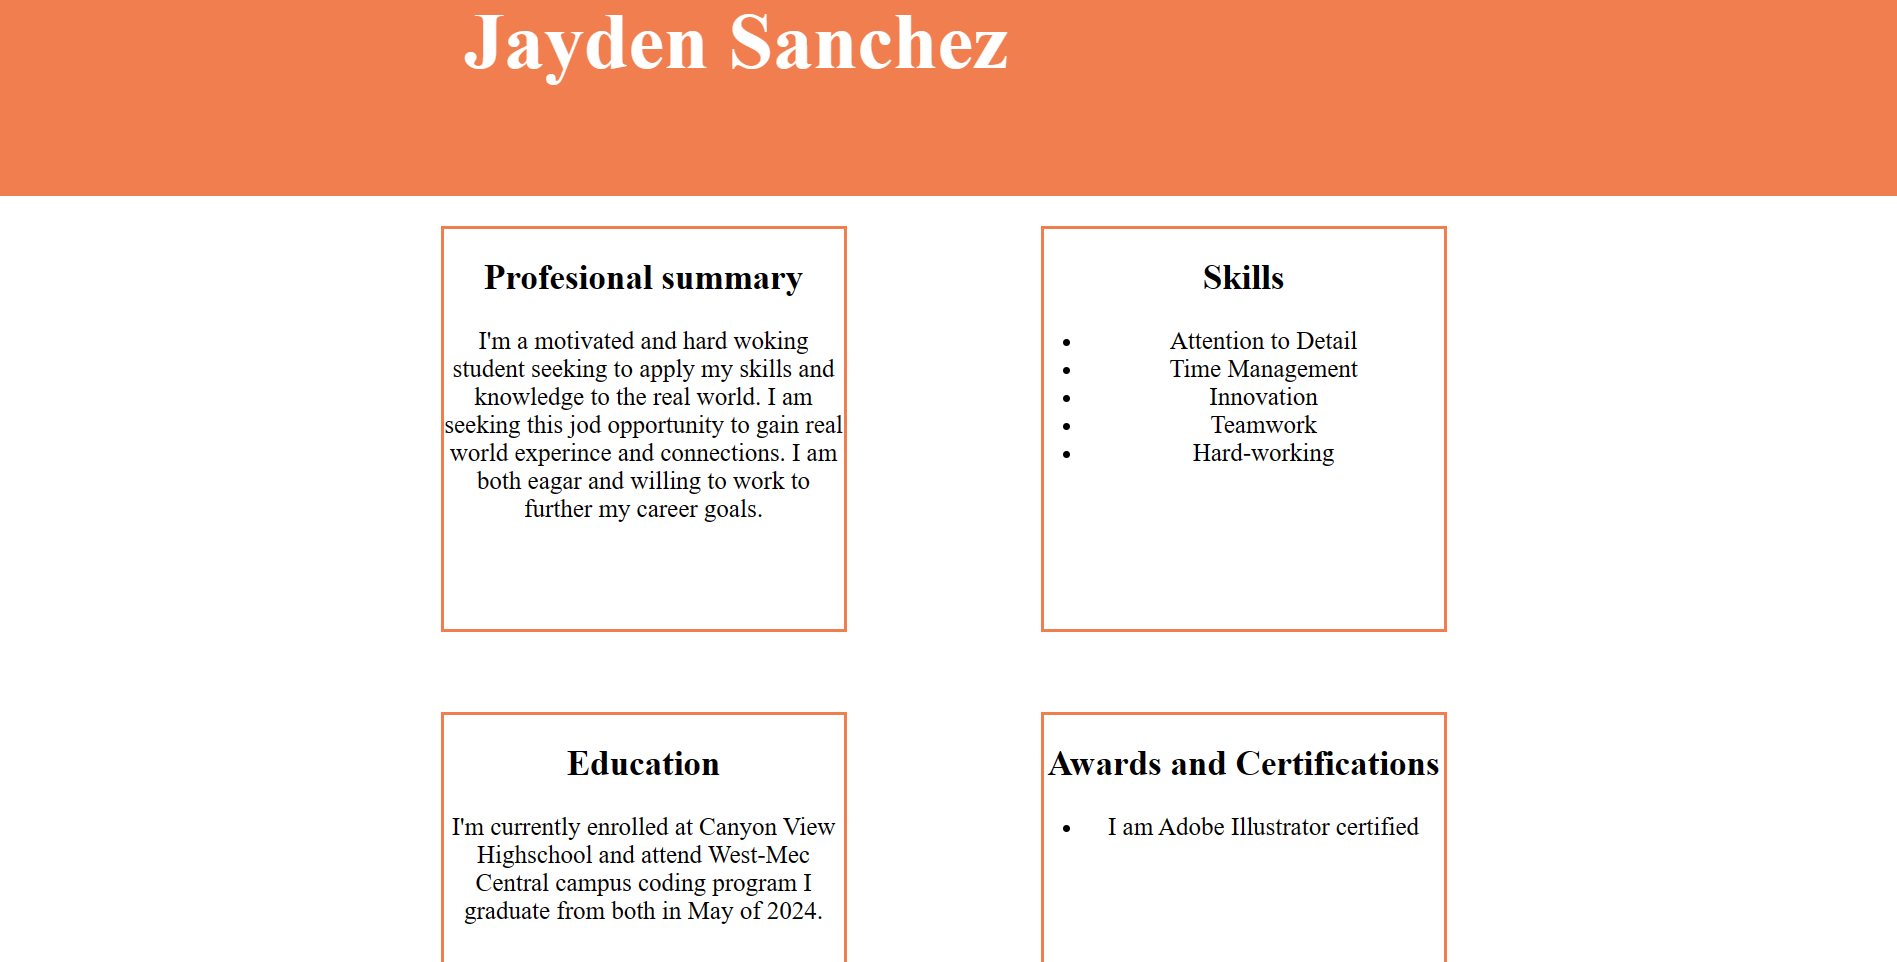 Jayden Sanchez
Profesional summary
I'm a motivated and hard woking
student seeking to apply my skills and
knowledge to the real world. I am
seeking this jod opportunity to gain real
world experince and connections. I am
both eagar and willing to work to
further my career goals.
Skills
• Attention to Detail
• Time Management
• Innovation
• Teamwork
• Hard-working
Education
I'm currently enrolled at Canyon View
Highschool and attend West-Mec
Central campus coding program I
graduate from both in May of 2024.
Awards and Certifications
• I am Adobe Illustrator certified